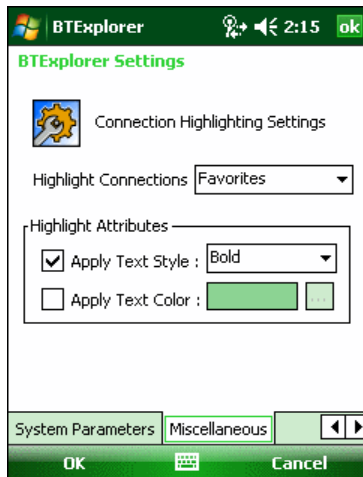 BTExplorer 2:15 ok
BTExplorer Settings
Connection Highlighting Settings
Highlight Connections Favorites
Highlight Attributes
Apply Text Style : Bold
Apply Text Color : ...
System Parameters Miscellaneous
OK Cancel